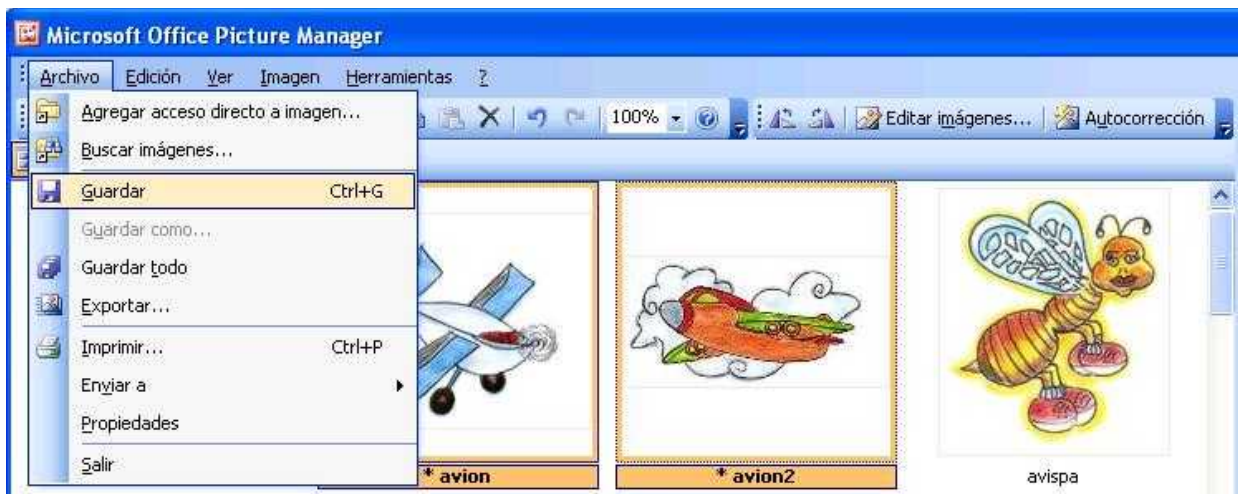 Microsoft Office Picture Manager
Archivo Edición Ver Imagen Herramientas ?
Agregar acceso directo a imagen...
100%
Editar imágenes...
Autocorrección
Buscar imágenes...
Guardar Ctrl+G
Guardar como...
Guardar todo
Exportar...
Imprimir... Ctrl+P
Enviar a
Propiedades
Salir
* avion
* avion2
avispa